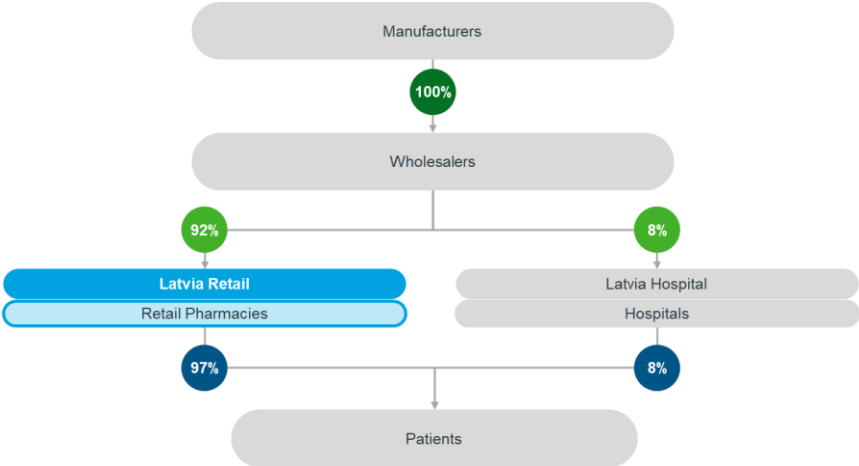 Manufacturers
100%
Wholesalers
92%
8%
Latvia Retail
Latvia Hospital
Retail Pharmacies
Hospitals
97%
8%
Patients